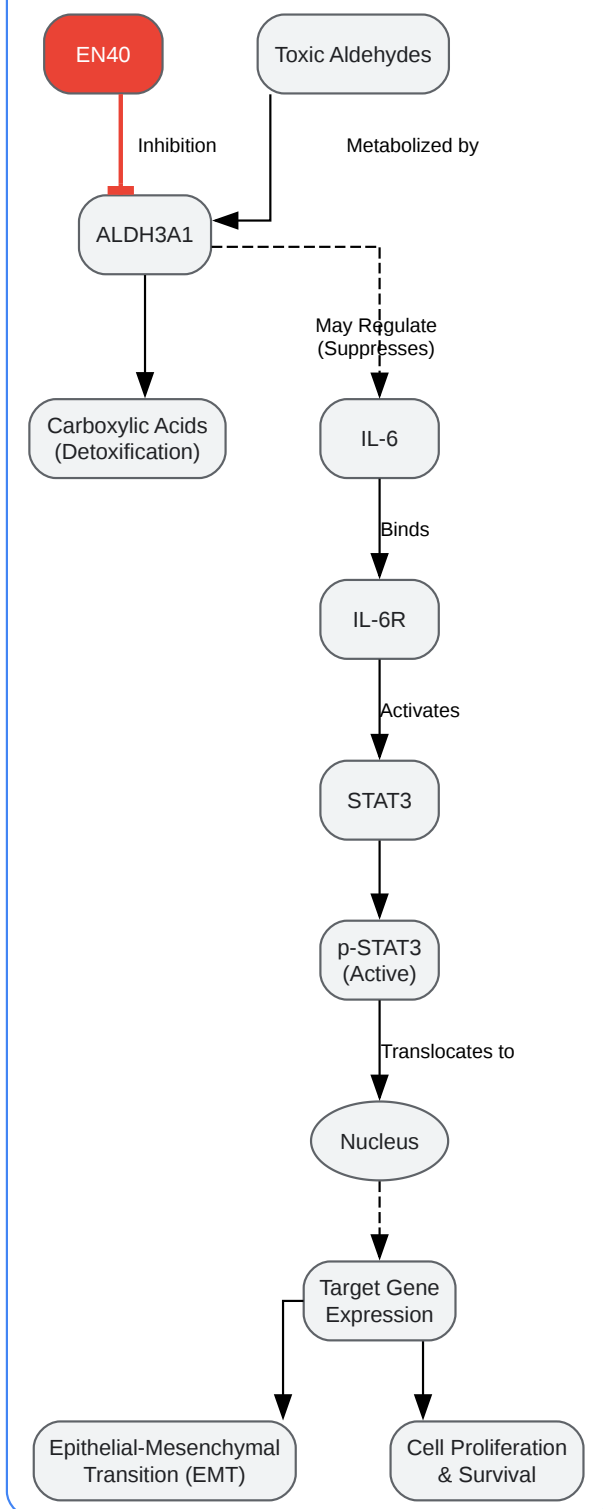 EN40
Toxic Aldehydes
Inhibition
Metabolized by
ALDH3A1
May Regulate
(Suppresses)
Carboxylic Acids
(Detoxification)
IL-6
Binds
IL-6R
Activates
STAT3
p-STAT3
(Active)
Translocates to
Nucleus
Target Gene
Expression
Epithelial-Mesenchymal
Transition (EMT)
Cell Proliferation
& Survival